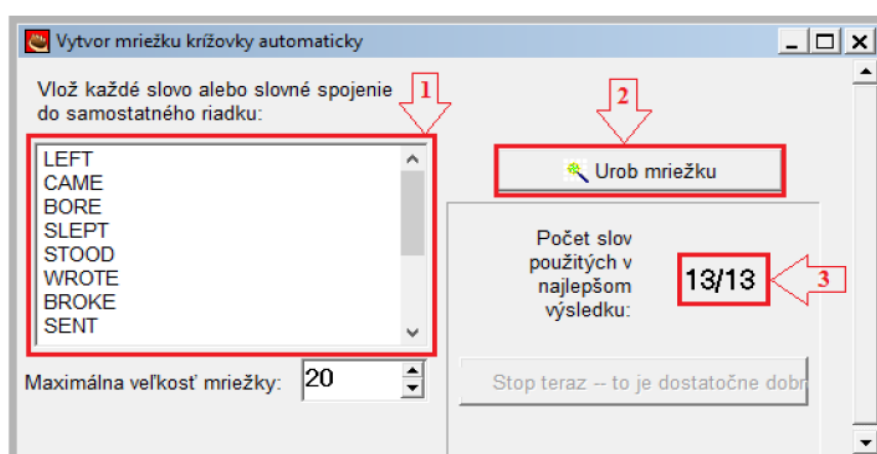 Vytvor mriežku krížovky automaticky
Vlož každé slovo alebo slovné spojenie
do samostatného riadku:
1
2
LEFT
CAME
BORE
SLEPT
STOOD
WROTE
BROKE
SENT
Urob mriežku
Počet slov
použitých v
najlepšom
výsledku:
13/13
3
Maximálna veľkosť mriežky: 20
Stop teraz -- to je dostatočne dobr